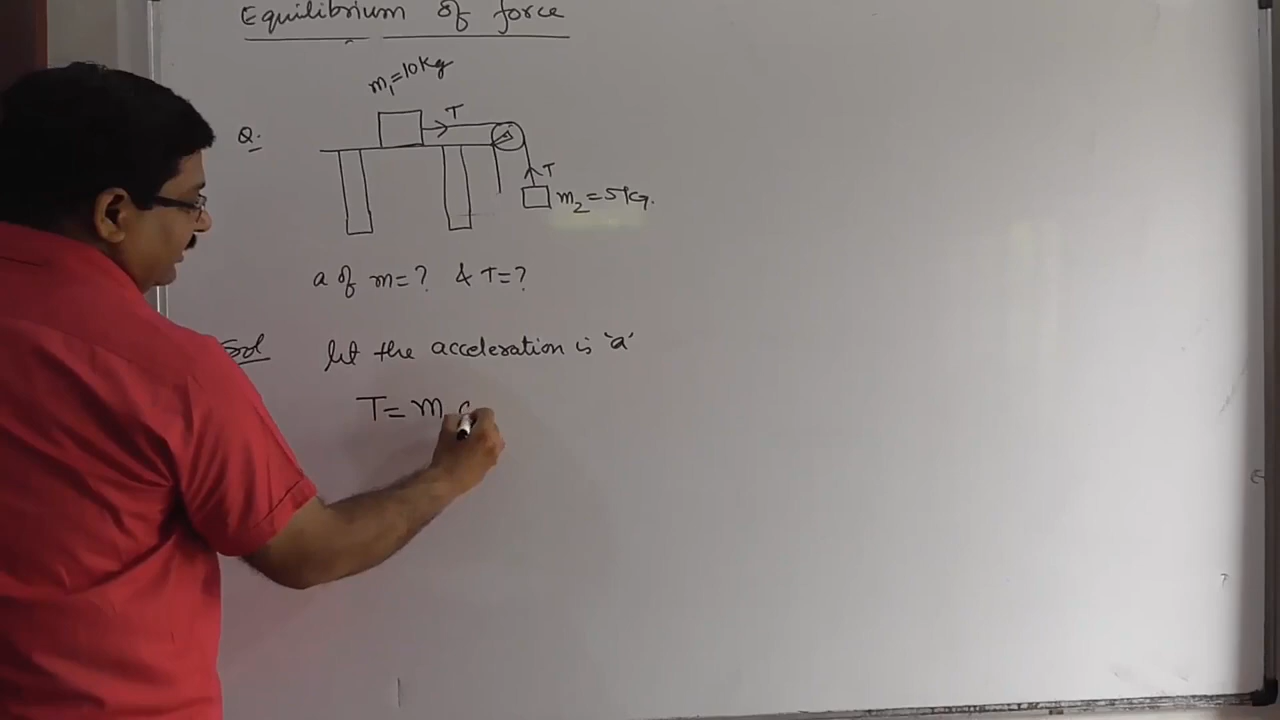 Equilibrium of force
m₁=10kg
T
Q.
T
m₂=5kg.
a of m=? & T=?
Sol let the acceleration is 'a'
T= m